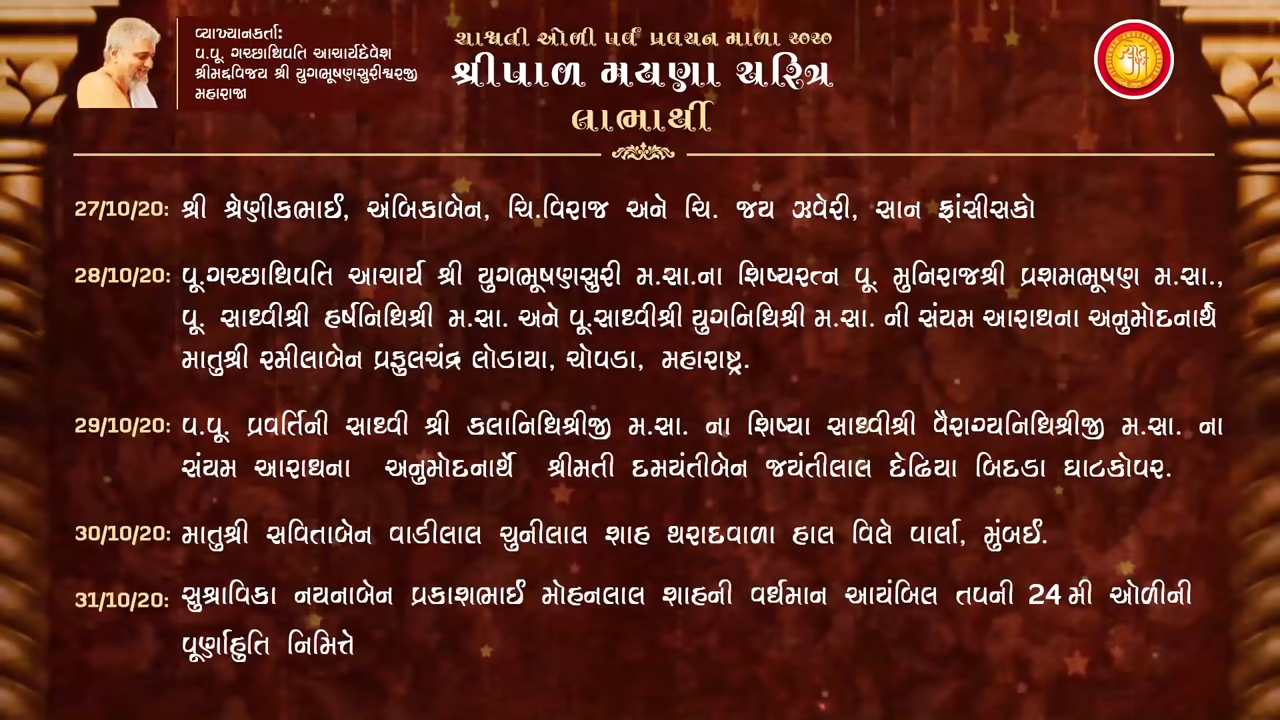 વ્યાખ્યાનકર્તા:
પ.પૂ. ગચ્છાધિપતિ આચાર્યદેવેશ
શ્રીમદ્વિજય શ્રી યુગભૂષણસુરીશ્વરજી
મહારાજા
શાશ્વતી ઓળી પર્વ પ્રવચન માળા ૨૦૨૦
શ્રીપાળ મયણા ચરિત્ર
લાભાર્થી
27/10/20: શ્રી શ્રેણીકભાઈ, અંબિકાબેન, ચિ.વિરાજ અને ચિ. જય ઝવેરી, સાન ફ્રાંસીસકો
28/10/20: પૂ.ગચ્છાધિપતિ આચાર્ય શ્રી યુગભૂષણસુરી મ.સા.ના શિષ્યરત્ન પૂ. મુનિરાજશ્રી પ્રશમભૂષણ મ.સા.,
પૂ. સાધ્વીશ્રી હર્ષનિધિશ્રી મ.સા. અને પૂ.સાધ્વીશ્રી યુગનિધિશ્રી મ.સા. ની સંયમ આરાધના અનુમોદનાર્થે
માતુશ્રી રમીલાબેન પ્રફુલચંદ્ર લોડાયા, ચોપડા, મહારાષ્ટ્ર.
29/10/20: પ.પૂ. પ્રવર્તિની સાધ્વી શ્રી કલાનિધિશ્રીજી મ.સા. ના શિષ્યા સાધ્વીશ્રી વૈરાગ્યનિધિશ્રીજી મ.સા. ના
સંયમ આરાધના અનુમોદનાર્થે શ્રીમતી દમયંતીબેન જયંતીલાલ દેઢિયા બિદડા ઘાટકોપર.
30/10/20: માતુશ્રી સવિતાબેન વાડીલાલ ચુનીલાલ શાહ થરાદવાળા હાલ વિલે પાર્લા, મુંબઈ.
31/10/20: સુશ્રાવિકા નયનાબેન પ્રકાશભાઈ મોહનલાલ શાહની વર્ધમાન આયંબિલ તપની 24 મી ઓળીની
પૂર્ણાહુતિ નિમિત્તે